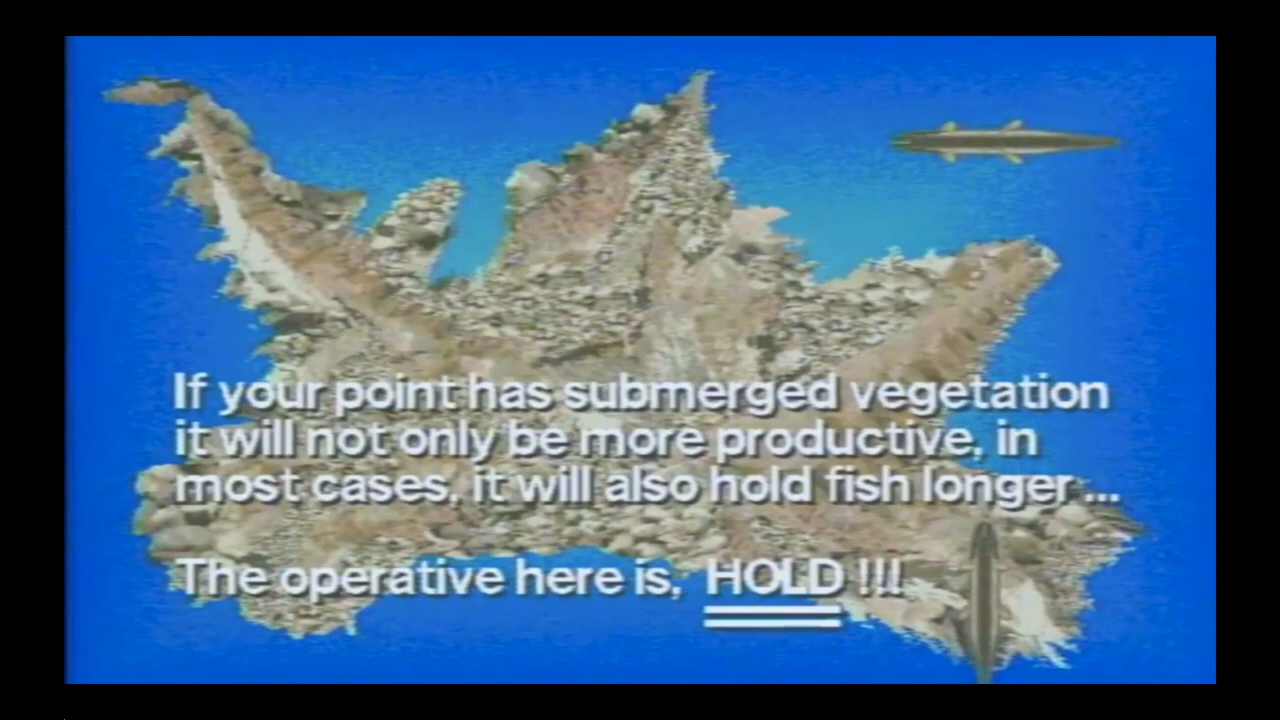 If your point has submerged vegetation
it will not only be more productive, in
most cases, it will also hold fish longer ...
The operative here is, HOLD !!!